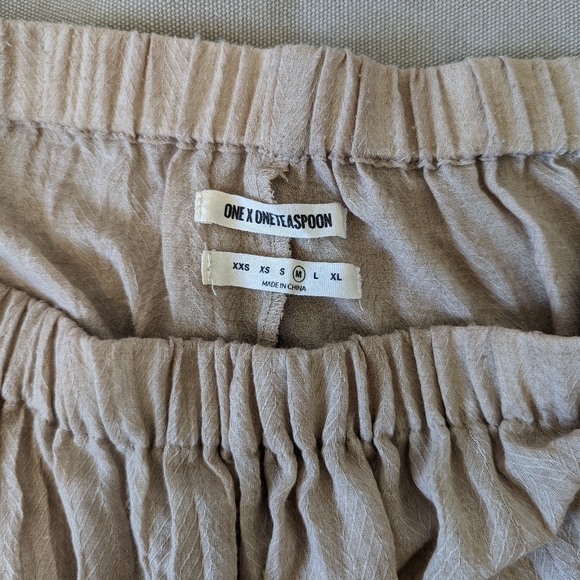 ONE X ONETEASPOON
XXS XS S M L XL
MADE IN CHINA